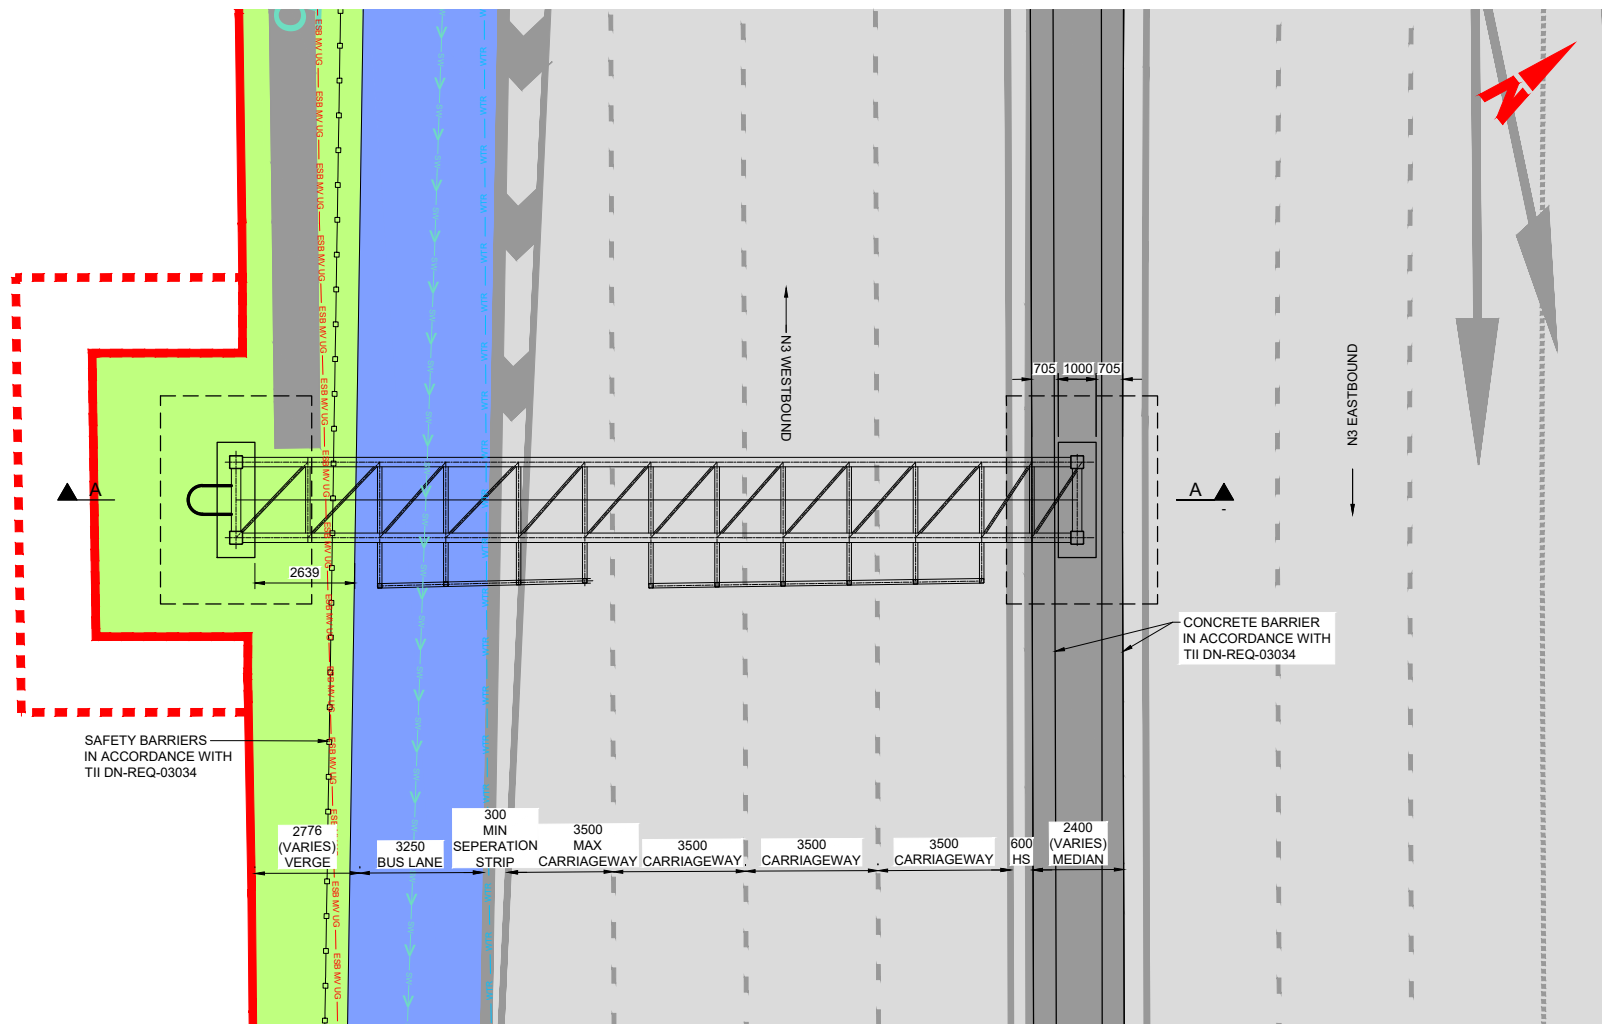 C
ESB MV UG
SW
WTR
N
N3 WESTBOUND
N3 EASTBOUND
705 1000 705
A
A
-
2639
CONCRETE BARRIER
IN ACCORDANCE WITH
TII DN-REQ-03034
SAFETY BARRIERS
IN ACCORDANCE WITH
TII DN-REQ-03034
2776
(VARIES)
VERGE
3250
BUS LANE
300
MIN
SEPERATION
STRIP
3500
MAX
CARRIAGEWAY
3500
CARRIAGEWAY
3500
CARRIAGEWAY
3500
CARRIAGEWAY
600
HS
2400
(VARIES)
MEDIAN